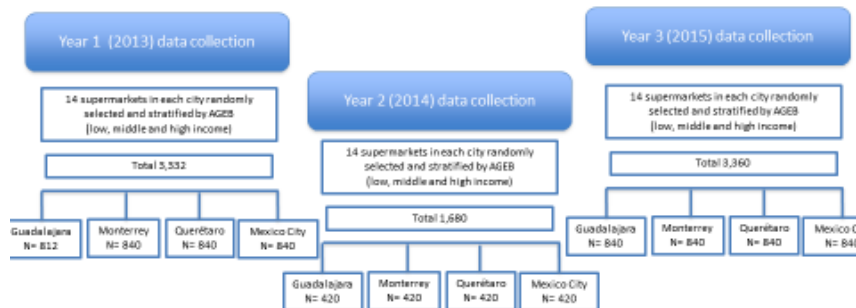 Year 1 (2013) data collection
14 supermarkets in each city randomly
selected and stratified by AGEB
(low, middle and high income)
Total 3,332
Guadalajara
N= 812
Monterrey
N= 840
Querétaro
N= 840
Mexico City
N= 840
Year 2 (2014) data collection
14 supermarkets in each city randomly
selected and stratified by AGEB
(low, middle and high income)
Total 1,680
Guadalajara
N= 420
Monterrey
N= 420
Querétaro
N= 420
Mexico City
N= 420
Year 3 (2015) data collection
14 supermarkets in each city randomly
selected and stratified by AGEB
(low, middle and high income)
Total 3,360
Guadalajara
N= 840
Monterrey
N= 840
Querétaro
N= 840
Mexico Ci
N= 840